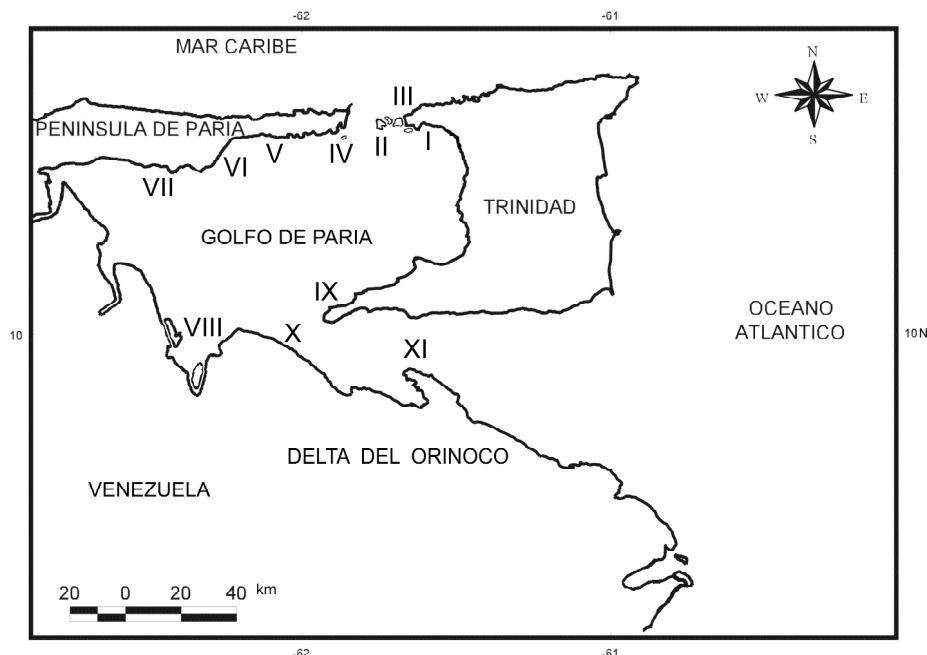 -62 -61
MAR CARIBE
N
W E
S
III
PENINSULA DE PARIA
II I
IV
V
VI
VII
TRINIDAD
GOLFO DE PARIA
IX
OCEANO
ATLANTICO
10 10N
VIII
X
XI
DELTA DEL ORINOCO
VENEZUELA
20 0 20 40 km
-62 -61